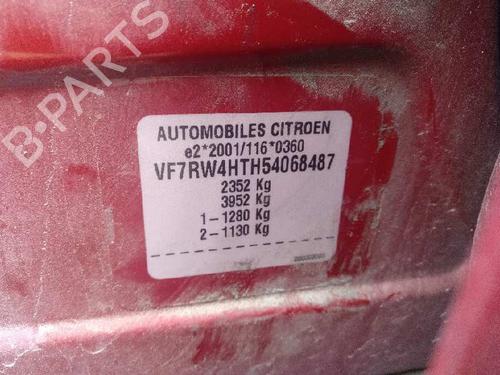 B-PARTS
AUTOMOBILES CITROEN
e2*2001/116*0360
VF7RW4HTH54068487
2352 Kg
3952 Kg
1-1280 Kg
2-1130 Kg